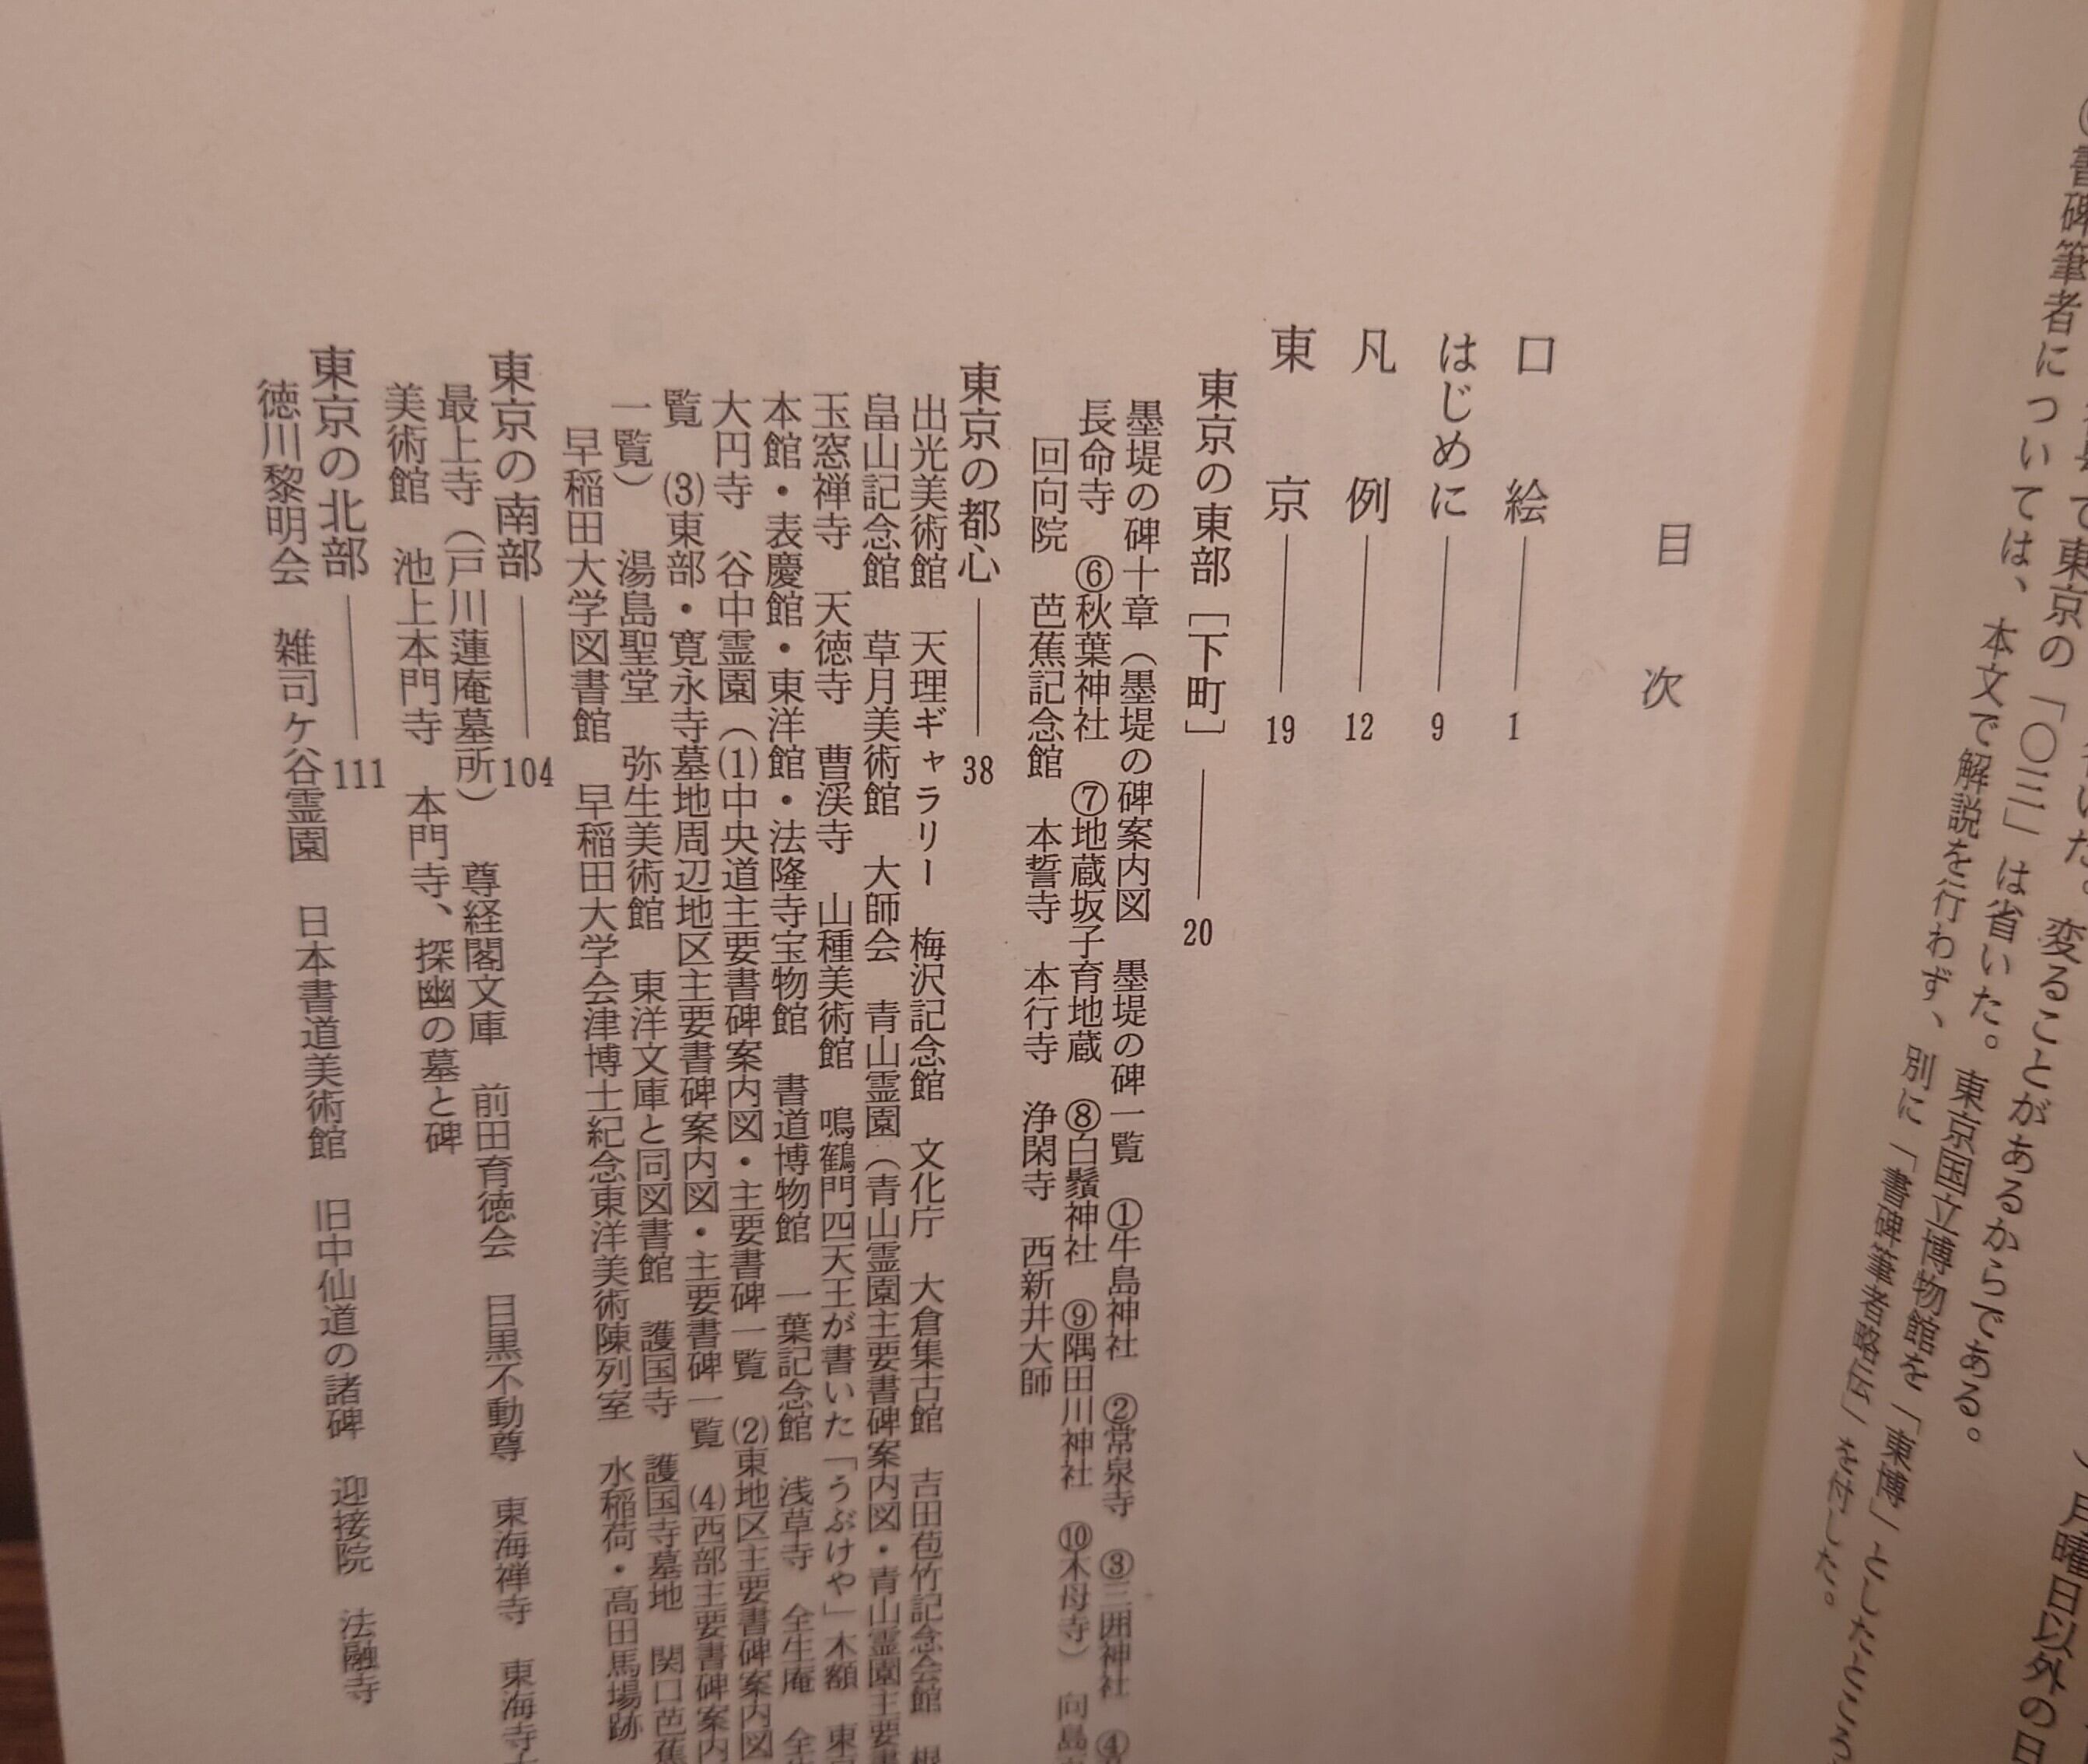 書碑筆者については、本文で解説を行わず、別に「書碑筆者略伝」を付した。
東京の「〇三」は省いた。東京国立博物館を「東博」としたところ
変ることがあるからである。
月曜日以外の日
目次
口絵 1
はじめに 9
凡例 12
東京 19
東京の東部［下町］ 20
墨堤の碑十章（墨堤の碑案内図 墨堤の碑一覧 ①牛島神社 ②常泉寺 ③三囲神社 ④
長命寺 ⑥秋葉神社 ⑦地蔵坂子育地蔵 ⑧白鬚神社 ⑨隅田川神社 ⑩木母寺） 向島
回向院 芭蕉記念館 本誓寺 本行寺 浄閑寺 西新井大師
東京の都心 38
出光美術館 天理ギャラリー 梅沢記念館 文化庁 大倉集古館 吉田苞竹記念会館 根
畠山記念館 草月美術館 大師会 青山霊園（青山霊園主要書碑案内図・青山霊園主要書
玉窓禅寺 天徳寺 曹渓寺 山種美術館 鳴鶴門四天王が書いた「うぶけや」木額 東
本館・表慶館・東洋館・法隆寺宝物館 書道博物館 一葉記念館 浅草寺 全生庵 全
大円寺 谷中霊園（⑴中央道主要書碑案内図・主要書碑一覧 ⑵東地区主要書碑案内図
覧 ⑶東部・寛永寺墓地周辺地区主要書碑案内図・主要書碑一覧 ⑷西部主要書碑案内
一覧） 湯島聖堂 弥生美術館 東洋文庫と同図書館 護国寺 護国寺墓地 関口芭蕉
早稲田大学図書館 早稲田大学会津博士紀念東洋美術陳列室 水稲荷・高田馬場跡
東京の南部 104
最上寺（戸川蓮庵墓所） 尊経閣文庫 前田育徳会 目黒不動尊 東海禅寺 東海寺
美術館 池上本門寺 本門寺、探幽の墓と碑
東京の北部 111
徳川黎明会 雑司ケ谷霊園 日本書道美術館 旧中仙道の諸碑 迎接院 法融寺